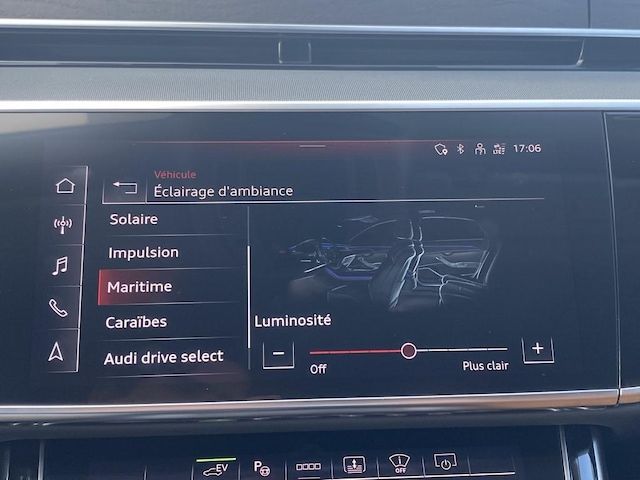 17:06
Véhicule
Éclairage d'ambiance
Solaire
Impulsion
Maritime
Caraïbes
Audi drive select
Luminosité
− +
Off Plus clair
EV P